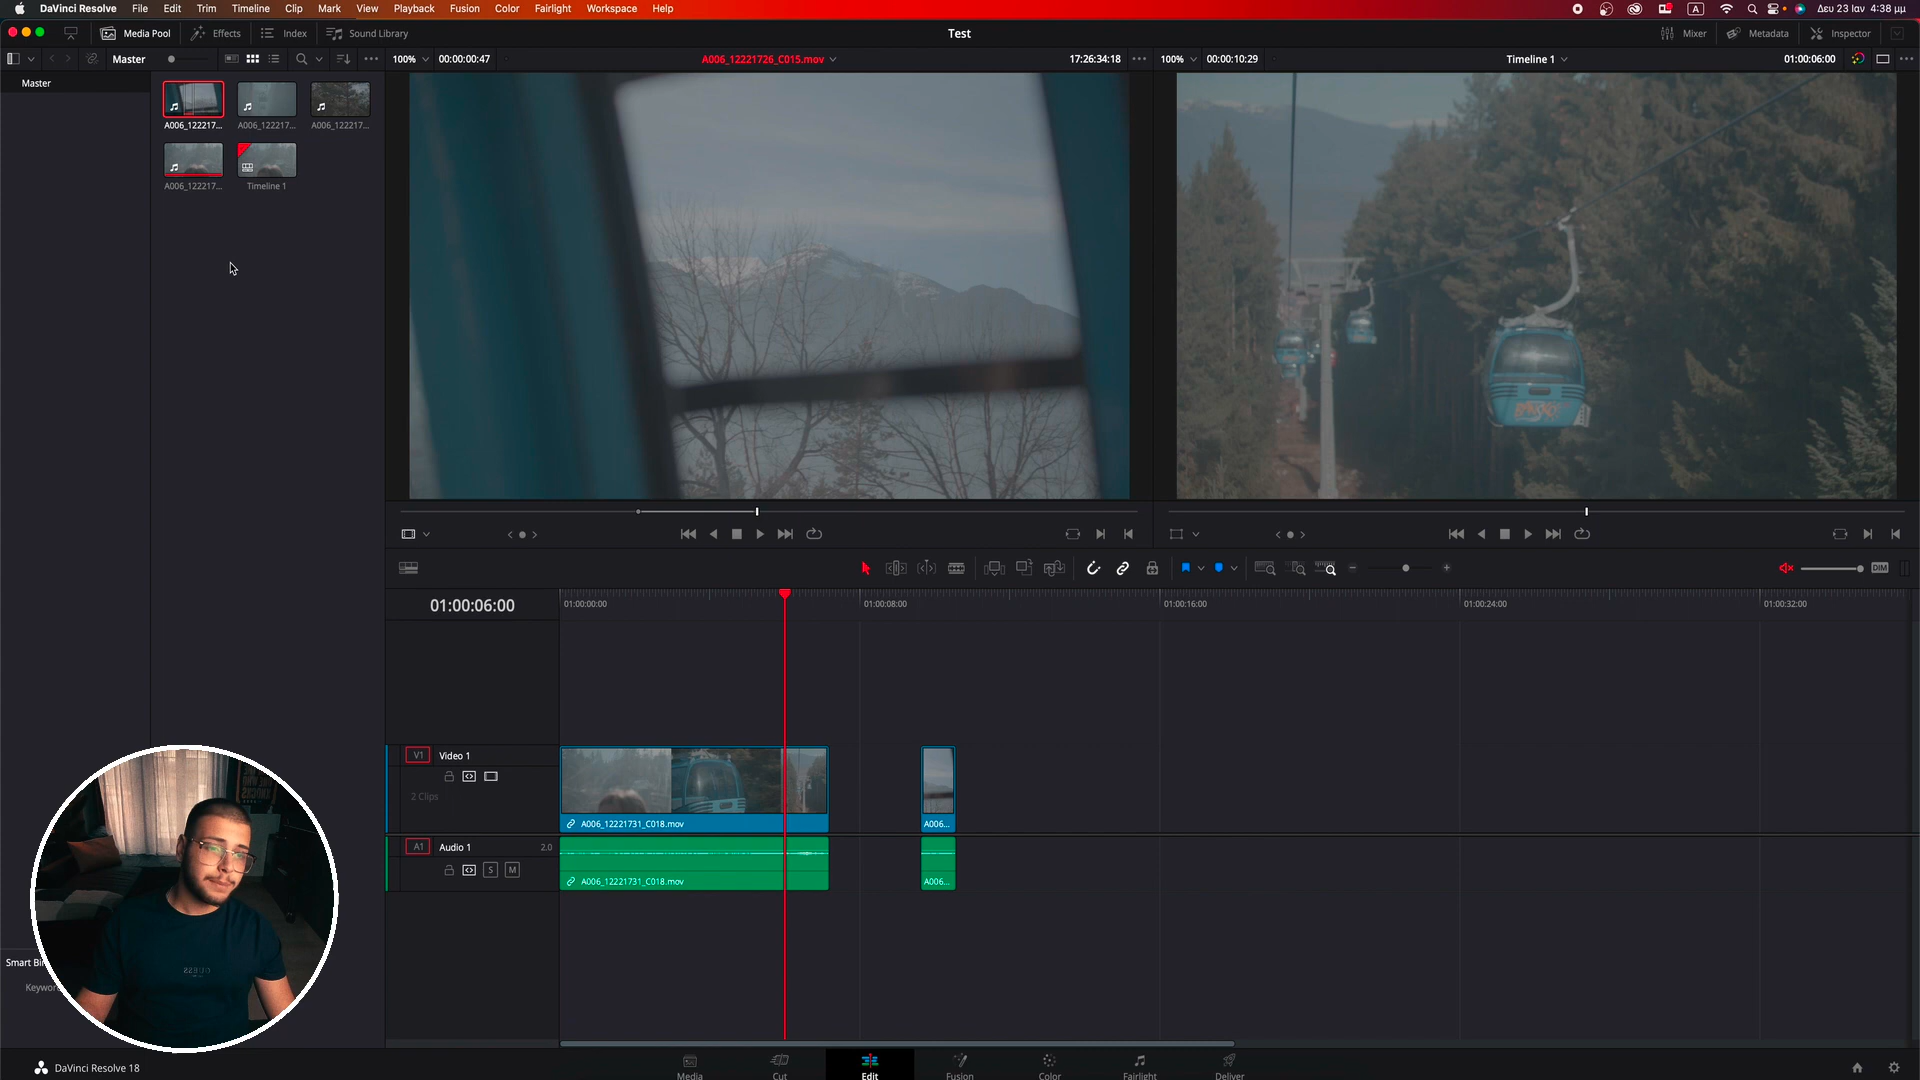 DaVinci Resolve File Edit Trim Timeline Clip Mark View Playback Fusion Color Fairlight Workspace Help
A Δευ 23 Ιαν 4:38 μμ
Media Pool Effects Index Sound Library
Test
Mixer Metadata Inspector
Master
100% 00:00:00:47 A006_12221726_C015.mov 17:26:34:18
100% 00:00:10:29 Timeline 1 01:00:06:00
Master
A006_122217... A006_122217... A006_122217...
A006_122217... Timeline 1
DIM
01:00:06:00
01:00:00:00 01:00:08:00 01:00:16:00 01:00:24:00 01:00:32:00
V1 Video 1
2 Clips
A006_12221731_C018.mov A006...
A1 Audio 1 2.0
S M
A006_12221731_C018.mov A006...
Smart Bi
Keywor
DaVinci Resolve 18
Media Cut Edit Fusion Color Fairlight Deliver